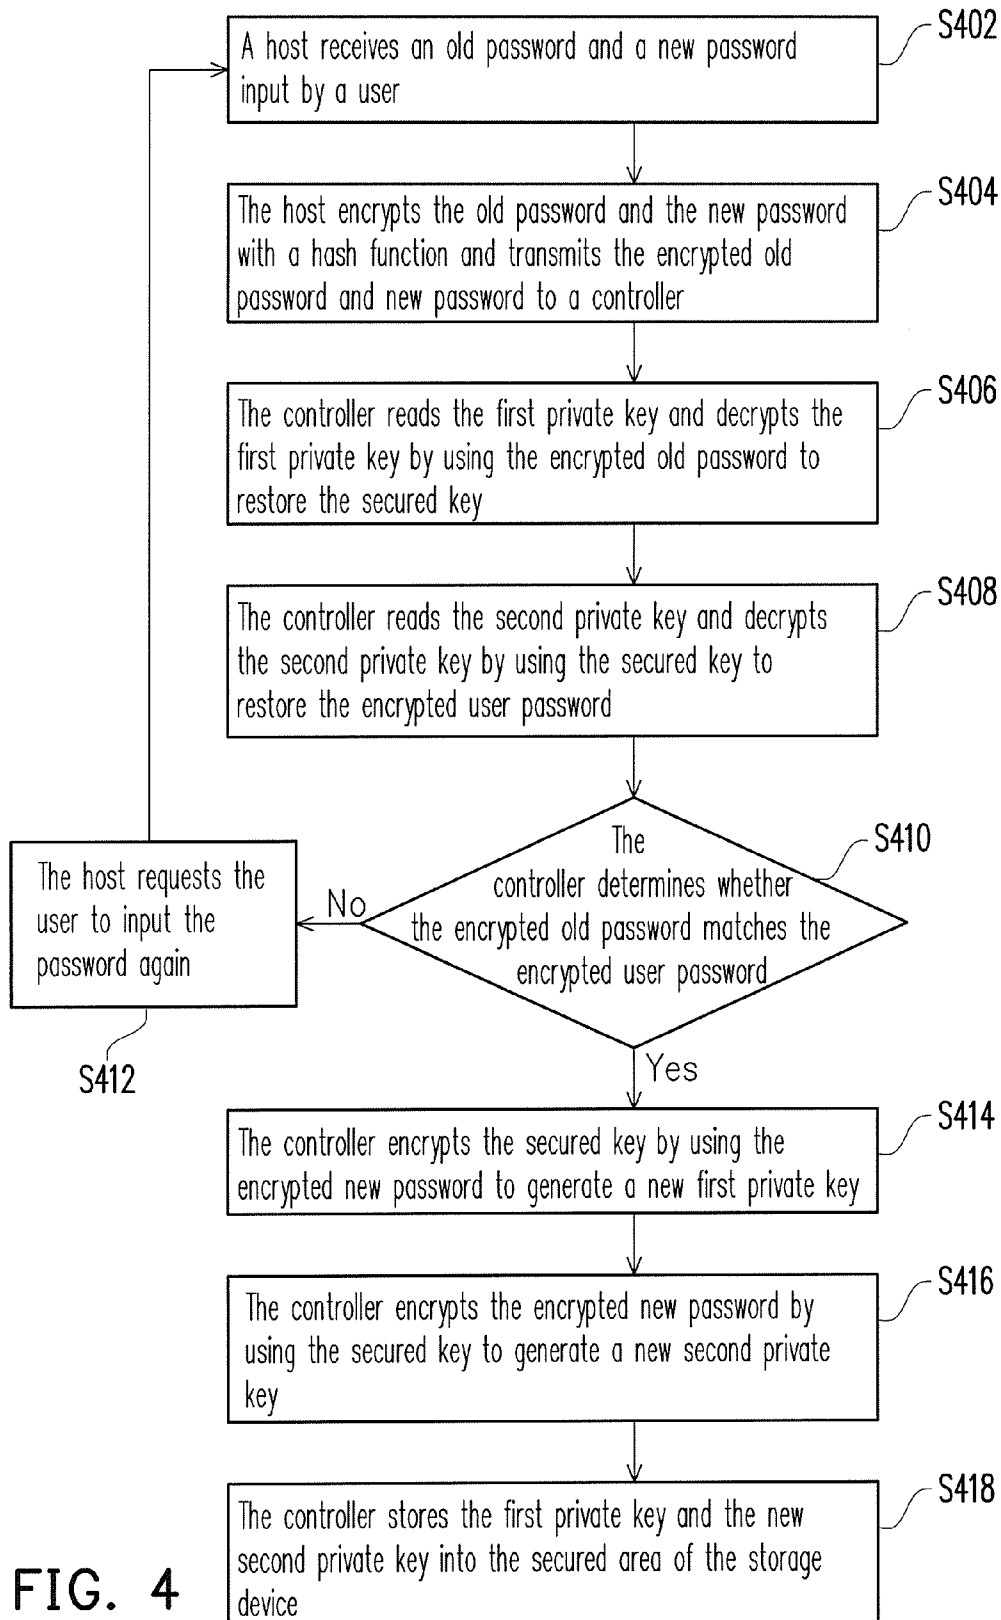 S402
A host receives an old password and a new password
input by a user
S404
The host encrypts the old password and the new password
with a hash function and transmits the encrypted old
password and new password to a controller
S406
The controller reads the first private key and decrypts the
first private key by using the encrypted old password to
restore the secured key
S408
The controller reads the second private key and decrypts
the second private key by using the secured key to
restore the encrypted user password
S410
The
controller determines whether
the encrypted old password matches the
encrypted user password
No
The host requests the
user to input the
password again
S412
Yes
S414
The controller encrypts the secured key by using the
encrypted new password to generate a new first private key
S416
The controller encrypts the encrypted new password by
using the secured key to generate a new second private
key
S418
The controller stores the first private key and the new
second private key into the secured area of the storage
device
FIG. 4